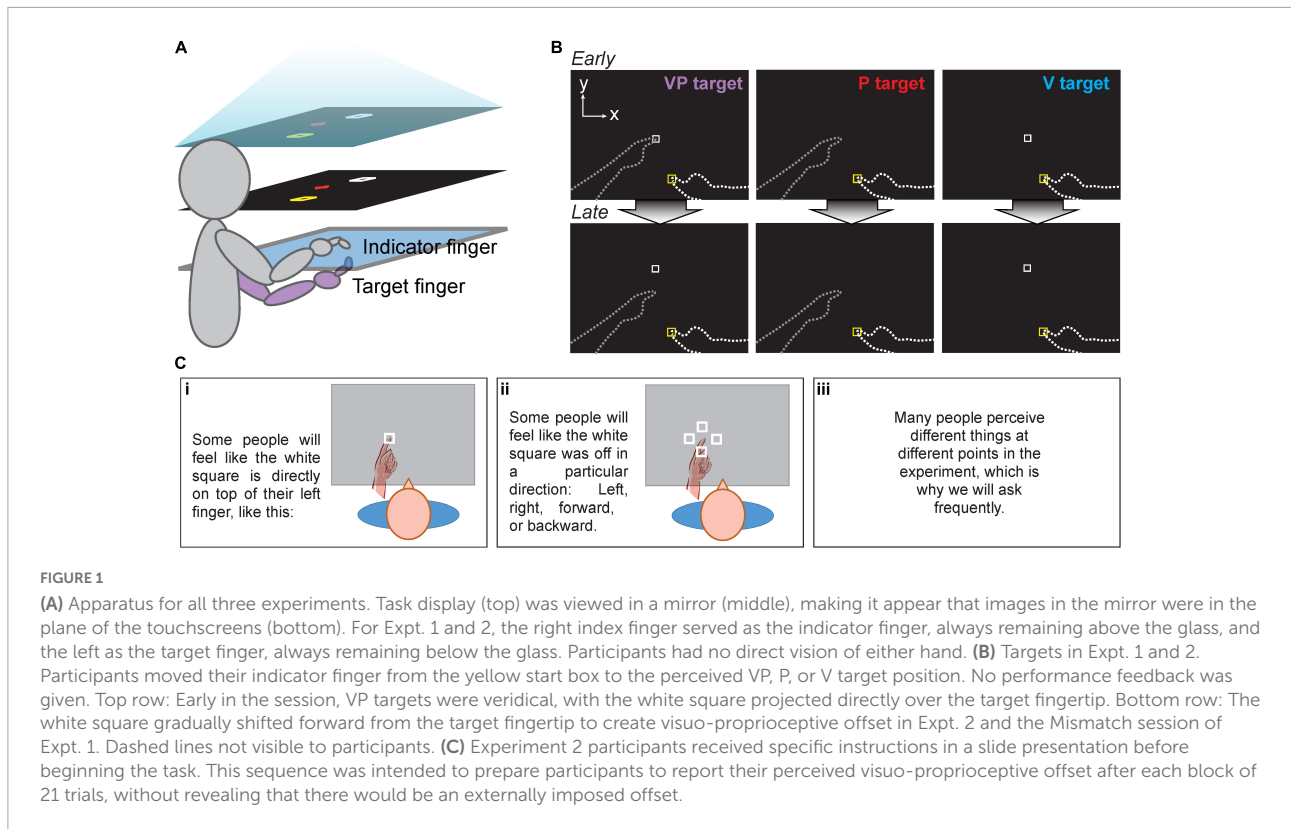 A
Indicator finger
Target finger
B
Early
y
x
VP target
P target
V target
Late
C
i
Some people will
feel like the white
square is directly
on top of their left
finger, like this:
ii
Some people will
feel like the white
square was off in
a particular
direction: Left,
right, forward,
or backward.
iii
Many people perceive
different things at
different points in the
experiment, which is
why we will ask
frequently.
FIGURE 1
(A) Apparatus for all three experiments. Task display (top) was viewed in a mirror (middle), making it appear that images in the mirror were in
the plane of the touchscreens (bottom). For Expt. 1 and 2, the right index finger served as the indicator finger, always remaining above the glass, and
the left as the target finger, always remaining below the glass. Participants had no direct vision of either hand. (B) Targets in Expt. 1 and 2.
Participants moved their indicator finger from the yellow start box to the perceived VP, P, or V target position. No performance feedback was
given. Top row: Early in the session, VP targets were veridical, with the white square projected directly over the target fingertip. Bottom row: The
white square gradually shifted forward from the target fingertip to create visuo-proprioceptive offset in Expt. 2 and the Mismatch session of
Expt. 1. Dashed lines not visible to participants. (C) Experiment 2 participants received specific instructions in a slide presentation before
beginning the task. This sequence was intended to prepare participants to report their perceived visuo-proprioceptive offset after each block of
21 trials, without revealing that there would be an externally imposed offset.